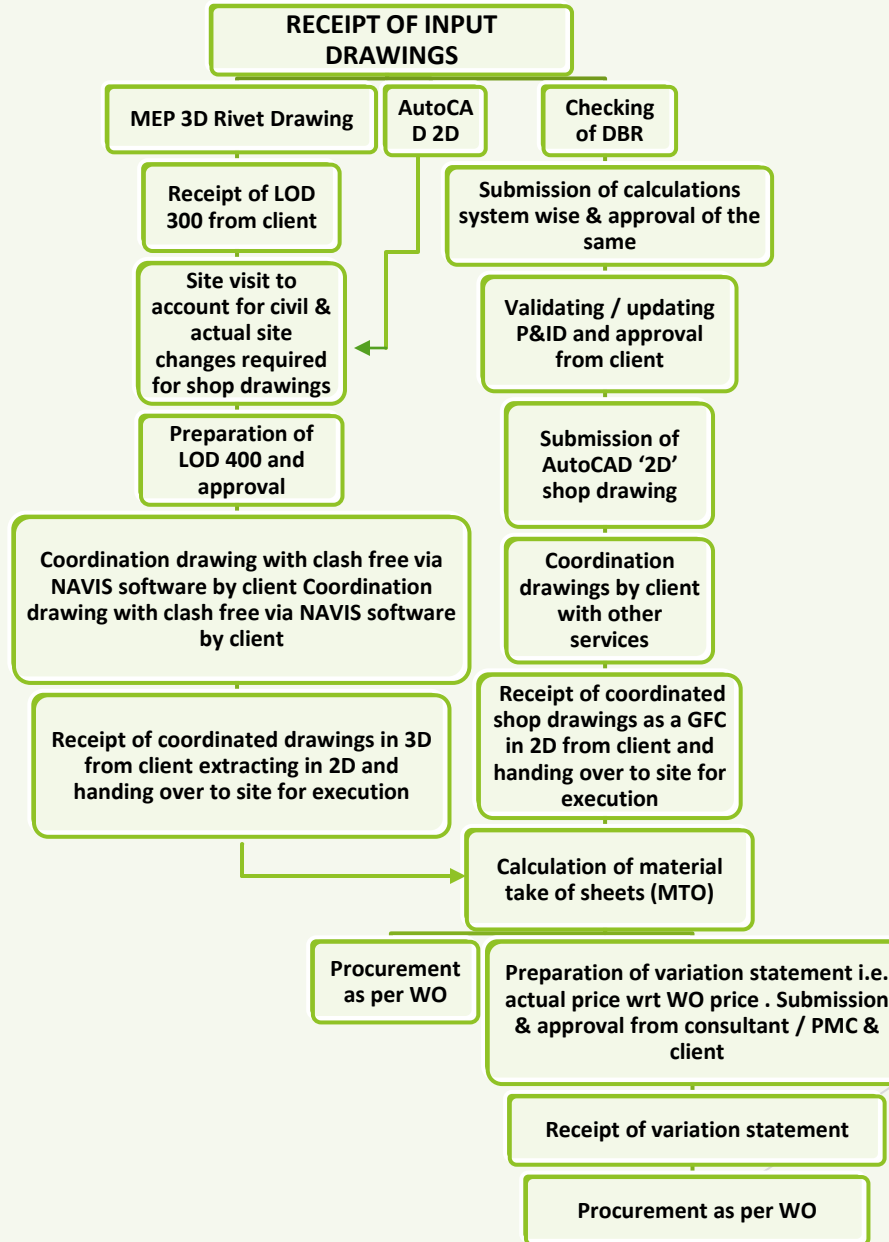 RECEIPT OF INPUT
DRAWINGS
MEP 3D Rivet Drawing
AutoCA
D 2D
Checking
of DBR
Receipt of LOD
300 from client
Submission of calculations
system wise & approval of the
same
Site visit to
account for civil &
actual site
changes required
for shop drawings
Validating / updating
P&ID and approval
from client
Preparation of
LOD 400 and
approval
Submission of
AutoCAD ‘2D’
shop drawing
Coordination drawing with clash free via
NAVIS software by client Coordination
drawing with clash free via NAVIS software
by client
Coordination
drawings by client
with other
services
Receipt of coordinated drawings in 3D
from client extracting in 2D and
handing over to site for execution
Receipt of coordinated
shop drawings as a GFC
in 2D from client and
handing over to site for
execution
Calculation of material
take of sheets (MTO)
Procurement
as per WO
Preparation of variation statement i.e.
actual price wrt WO price . Submission
& approval from consultant / PMC &
client
Receipt of variation statement
Procurement as per WO